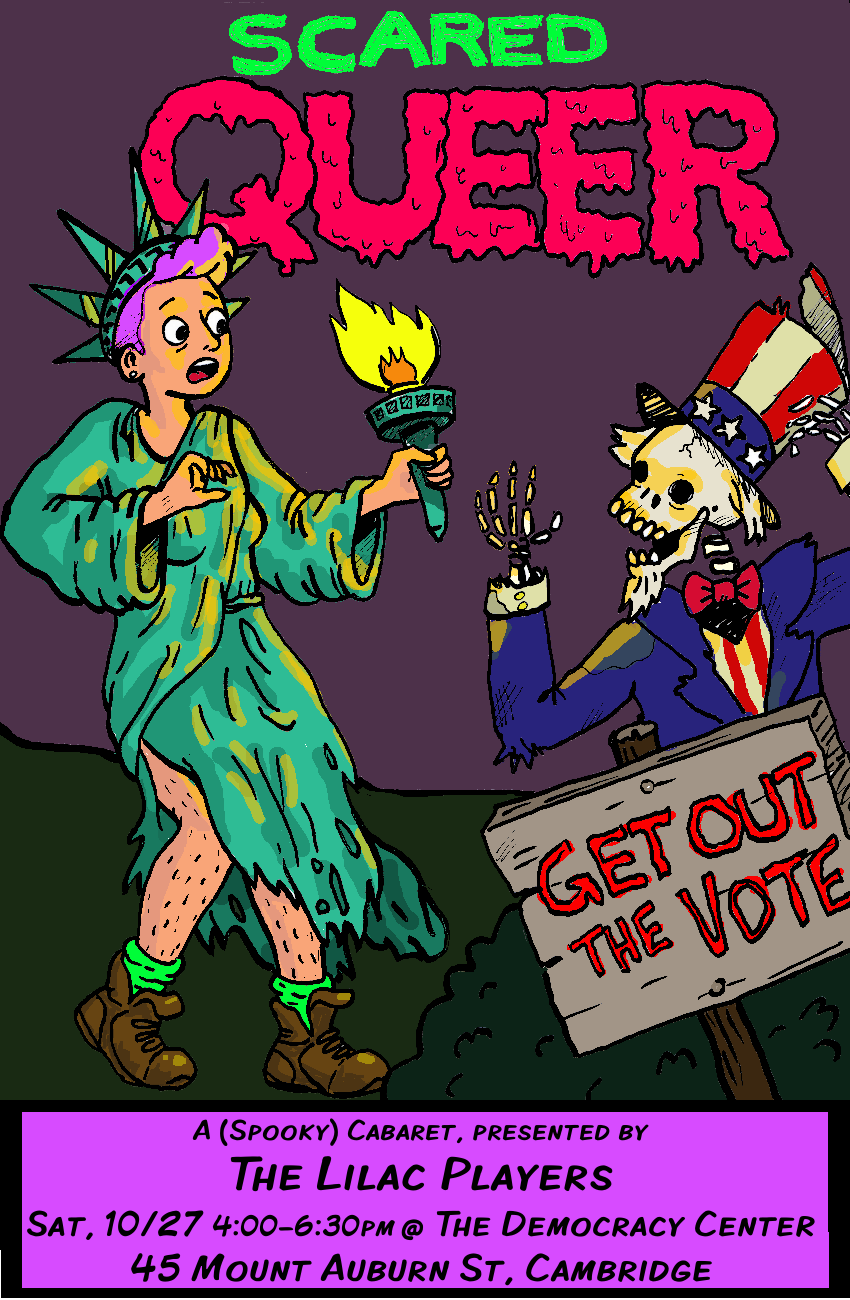 SCARED
QUEER
GET OUT
THE VOTE
A (SPOOKY) CABARET, PRESENTED BY
THE LILAC PLAYERS
SAT, 10/27 4:00-6:30PM @ THE DEMOCRACY CENTER
45 MOUNT AUBURN ST, CAMBRIDGE